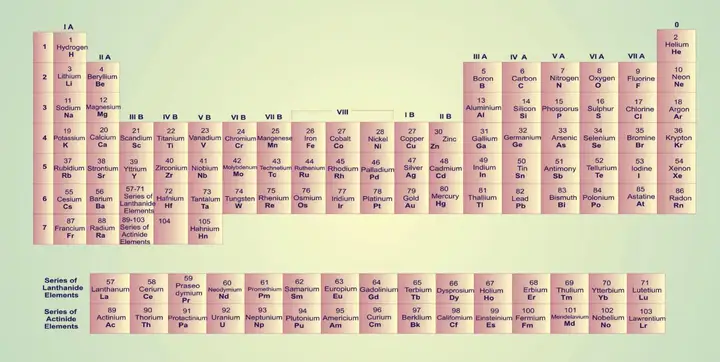 I A
0
1
1
Hydrogen
H
2
Helium
He
II A
III A
IV A
V A
VI A
VII A
2
3
Lithium
Li
4
Beryllium
Be
5
Boron
B
6
Carbon
C
7
Nitrogen
N
8
Oxygen
O
9
Fluorine
F
10
Neon
Ne
3
11
Sodium
Na
12
Magnesium
Mg
III B
IV B
V B
VI B
VII B
VIII
I B
II B
13
Aluminium
Al
14
Silicon
Si
15
Phosporus
P
16
Sulphur
S
17
Chlorine
Cl
18
Argon
Ar
4
19
Potassium
K
20
Calcium
Ca
21
Scandium
Sc
22
Titanium
Ti
23
Vanadium
V
24
Chromium
Cr
25
Mangenese
Mn
26
Iron
Fe
27
Cobalt
Co
28
Nickel
Ni
27
Copper
Cu
30
Zinc
Zn
31
Gallium
Ga
32
Germanium
Ge
33
Arsenic
As
34
Selenium
Se
35
Bromine
Br
36
Krypton
Kr
5
37
Rubidium
Rb
38
Strontium
Sr
39
Yttrium
Y
40
Zirconium
Zr
41
Niobium
Nb
42
Molybdenum
Mo
43
Technetium
Tc
44
Ruthenium
Ru
45
Rhodium
Rh
46
Palladium
Pd
47
Silver
Ag
48
Cadmium
Cd
49
Indium
In
50
Tin
Sn
51
Antimony
Sb
52
Tellurium
T
53
Iodine
I
54
Xenon
Xe
6
55
Cesium
Cs
56
Barium
Ba
57-71
Series of
Lanthanide
Elements
72
Hafnium
Hf
73
Tantalum
Ta
74
Tungsten
W
75
Rhenium
Re
76
Osmium
Os
77
Iridium
Ir
78
Platinum
Pt
79
Gold
Au
80
Mercury
Hg
81
Thallium
Tl
82
Lead
Pb
83
Bismuth
Bi
84
Polonium
Po
85
Astatine
At
86
Radon
Rn
7
87
Francium
Fr
88
Radium
Ra
89-103
Series of
Actinide
Elements
104
105
Hahnium
Hn
Series of
Lanthanide
Elements
57
Lanthanum
La
58
Cerium
Ce
59
Praseo
dymium
Pr
60
Neodymium
Nd
61
Promethium
Pm
62
Samarium
Sm
63
Europium
Eu
64
Gadolinium
Gd
65
Terbium
Tb
66
Dysprosium
Dy
67
Holium
Ho
68
Erbium
Er
69
Thulium
Tm
70
Ytterbium
Yb
71
Lutetium
Lu
Series of
Actinide
Elements
89
Actinium
Ac
90
Thorium
Th
91
Protactinium
Pa
92
Uranium
U
93
Neptunium
Np
94
Plutonium
Pu
95
Americium
Am
96
Curium
Cm
97
Berklium
Bk
98
Californium
Cf
99
Einsteinium
Es
100
Fermium
Fm
101
Mendelevium
Md
102
Nobelium
No
103
Lawrentium
Lr